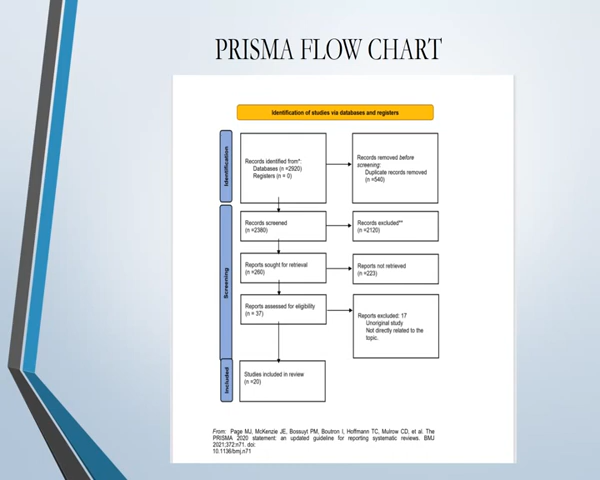 PRISMA FLOW CHART
Identification of studies via databases and registers
Identification
Records identified from*:
Databases (n =2920)
Registers (n = 0)
Records removed before
screening:
Duplicate records removed
(n =540)
Screening
Records screened
(n =2380)
Records excluded**
(n =2120)
Reports sought for retrieval
(n =260)
Reports not retrieved
(n =223)
Reports assessed for eligibility
(n = 37)
Reports excluded: 17
Unoriginal study
Not directly related to the
topic.
Included
Studies included in review
(n =20)
From: Page MJ, McKenzie JE, Bossuyt PM, Boutron I, Hoffmann TC, Mulrow CD, et al. The
PRISMA 2020 statement: an updated guideline for reporting systematic reviews. BMJ
2021;372:n71. doi:
10.1136/bmj.n71